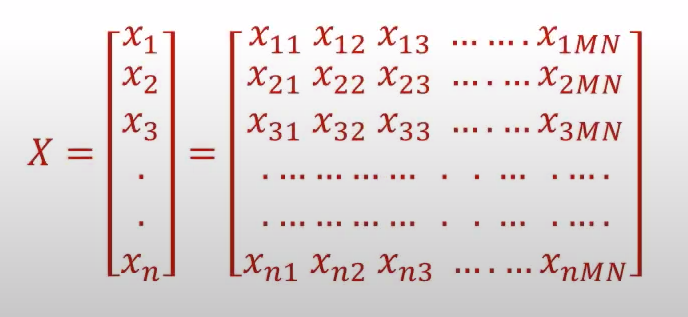 x₁ x₁₁ x₁₂ x₁₃ ... ... . x₁MN
x₂ x₂₁ x₂₂ x₂₃ ... . ... x₂MN
x₃ x₃₁ x₃₂ x₃₃ ... . ... x₃MN
X = =
. . ... ... ... ... . . ... . ... .
. . ... ... ... ... . . ... . ... .
xₙ xₙ₁ xₙ₂ xₙ₃ ... . ... xₙMN